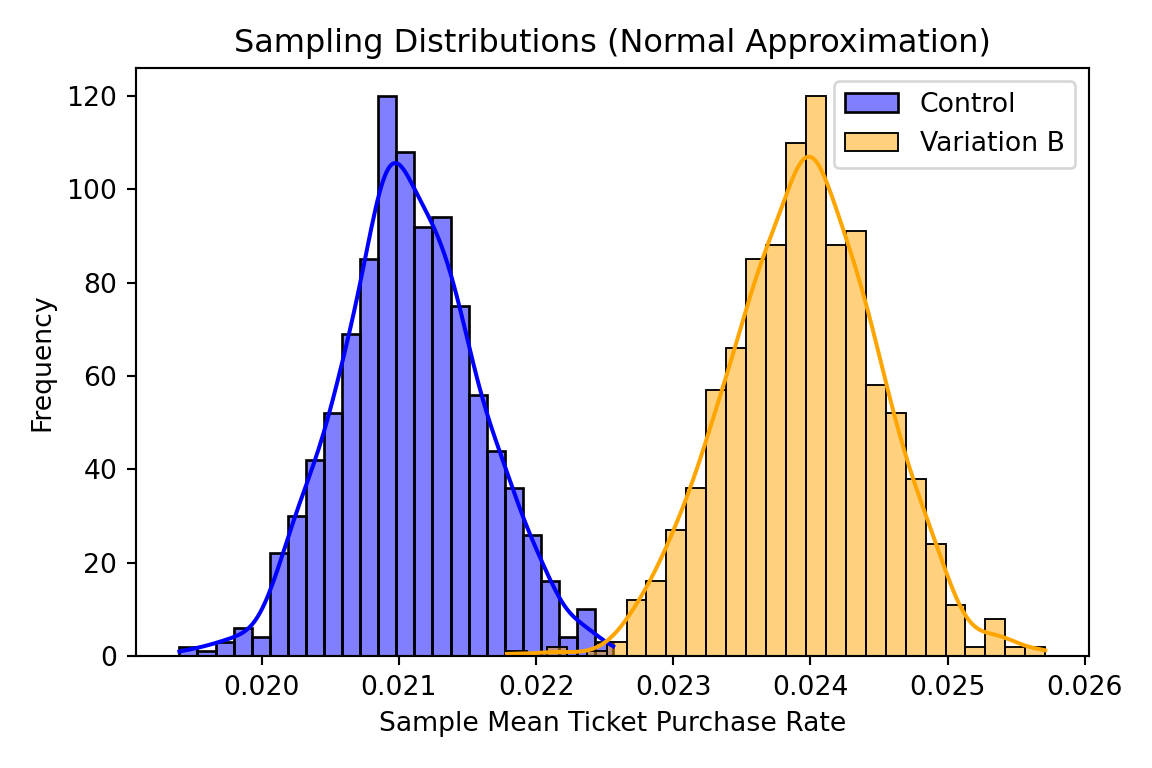 Sampling Distributions (Normal Approximation)
Control
Variation B
120
100
80
60
40
20
0
Frequency
0.020 0.021 0.022 0.023 0.024 0.025 0.026
Sample Mean Ticket Purchase Rate